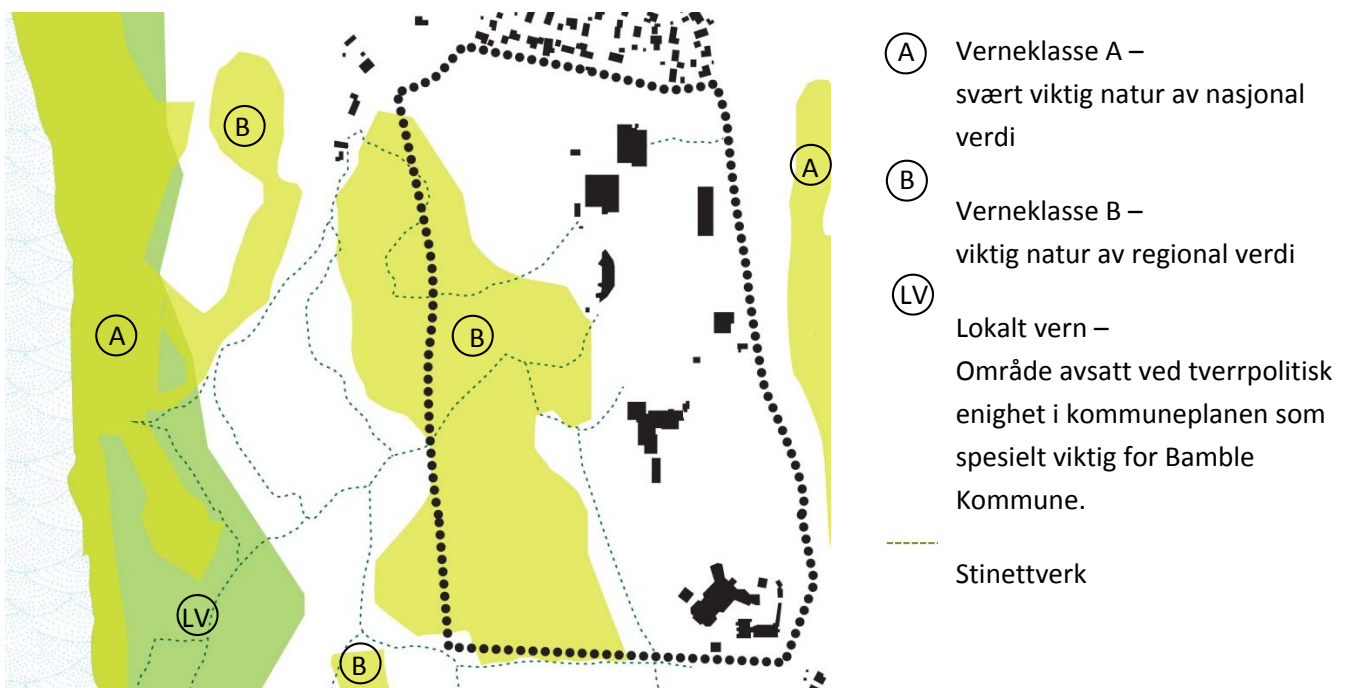 B
A
A
B
LV
B
A
Verneklasse A –
svært viktig natur av nasjonal
verdi
B
Verneklasse B –
viktig natur av regional verdi
LV
Lokalt vern –
Område avsatt ved tverrpolitisk
enighet i kommuneplanen som
spesielt viktig for Bamble
Kommune.
Stinettverk